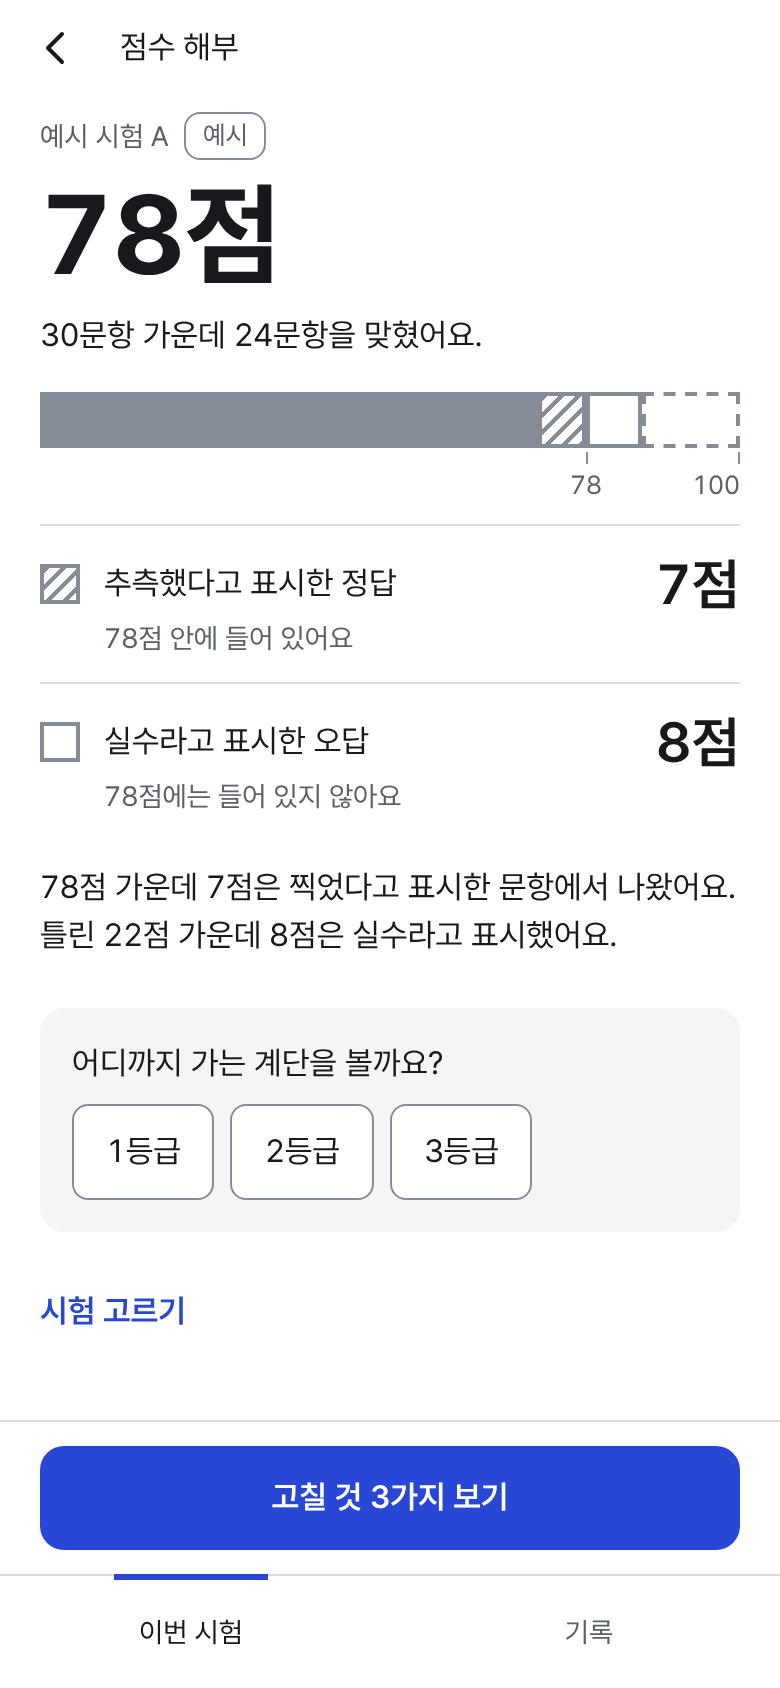 점수 해부
예시 시험 A 예시
78점
30문항 가운데 24문항을 맞혔어요.
78 100
추측했다고 표시한 정답 7점
78점 안에 들어 있어요
실수라고 표시한 오답 8점
78점에는 들어 있지 않아요
78점 가운데 7점은 찍었다고 표시한 문항에서 나왔어요.
틀린 22점 가운데 8점은 실수라고 표시했어요.
어디까지 가는 계단을 볼까요?
1등급 2등급 3등급
시험 고르기
고칠 것 3가지 보기
이번 시험 기록